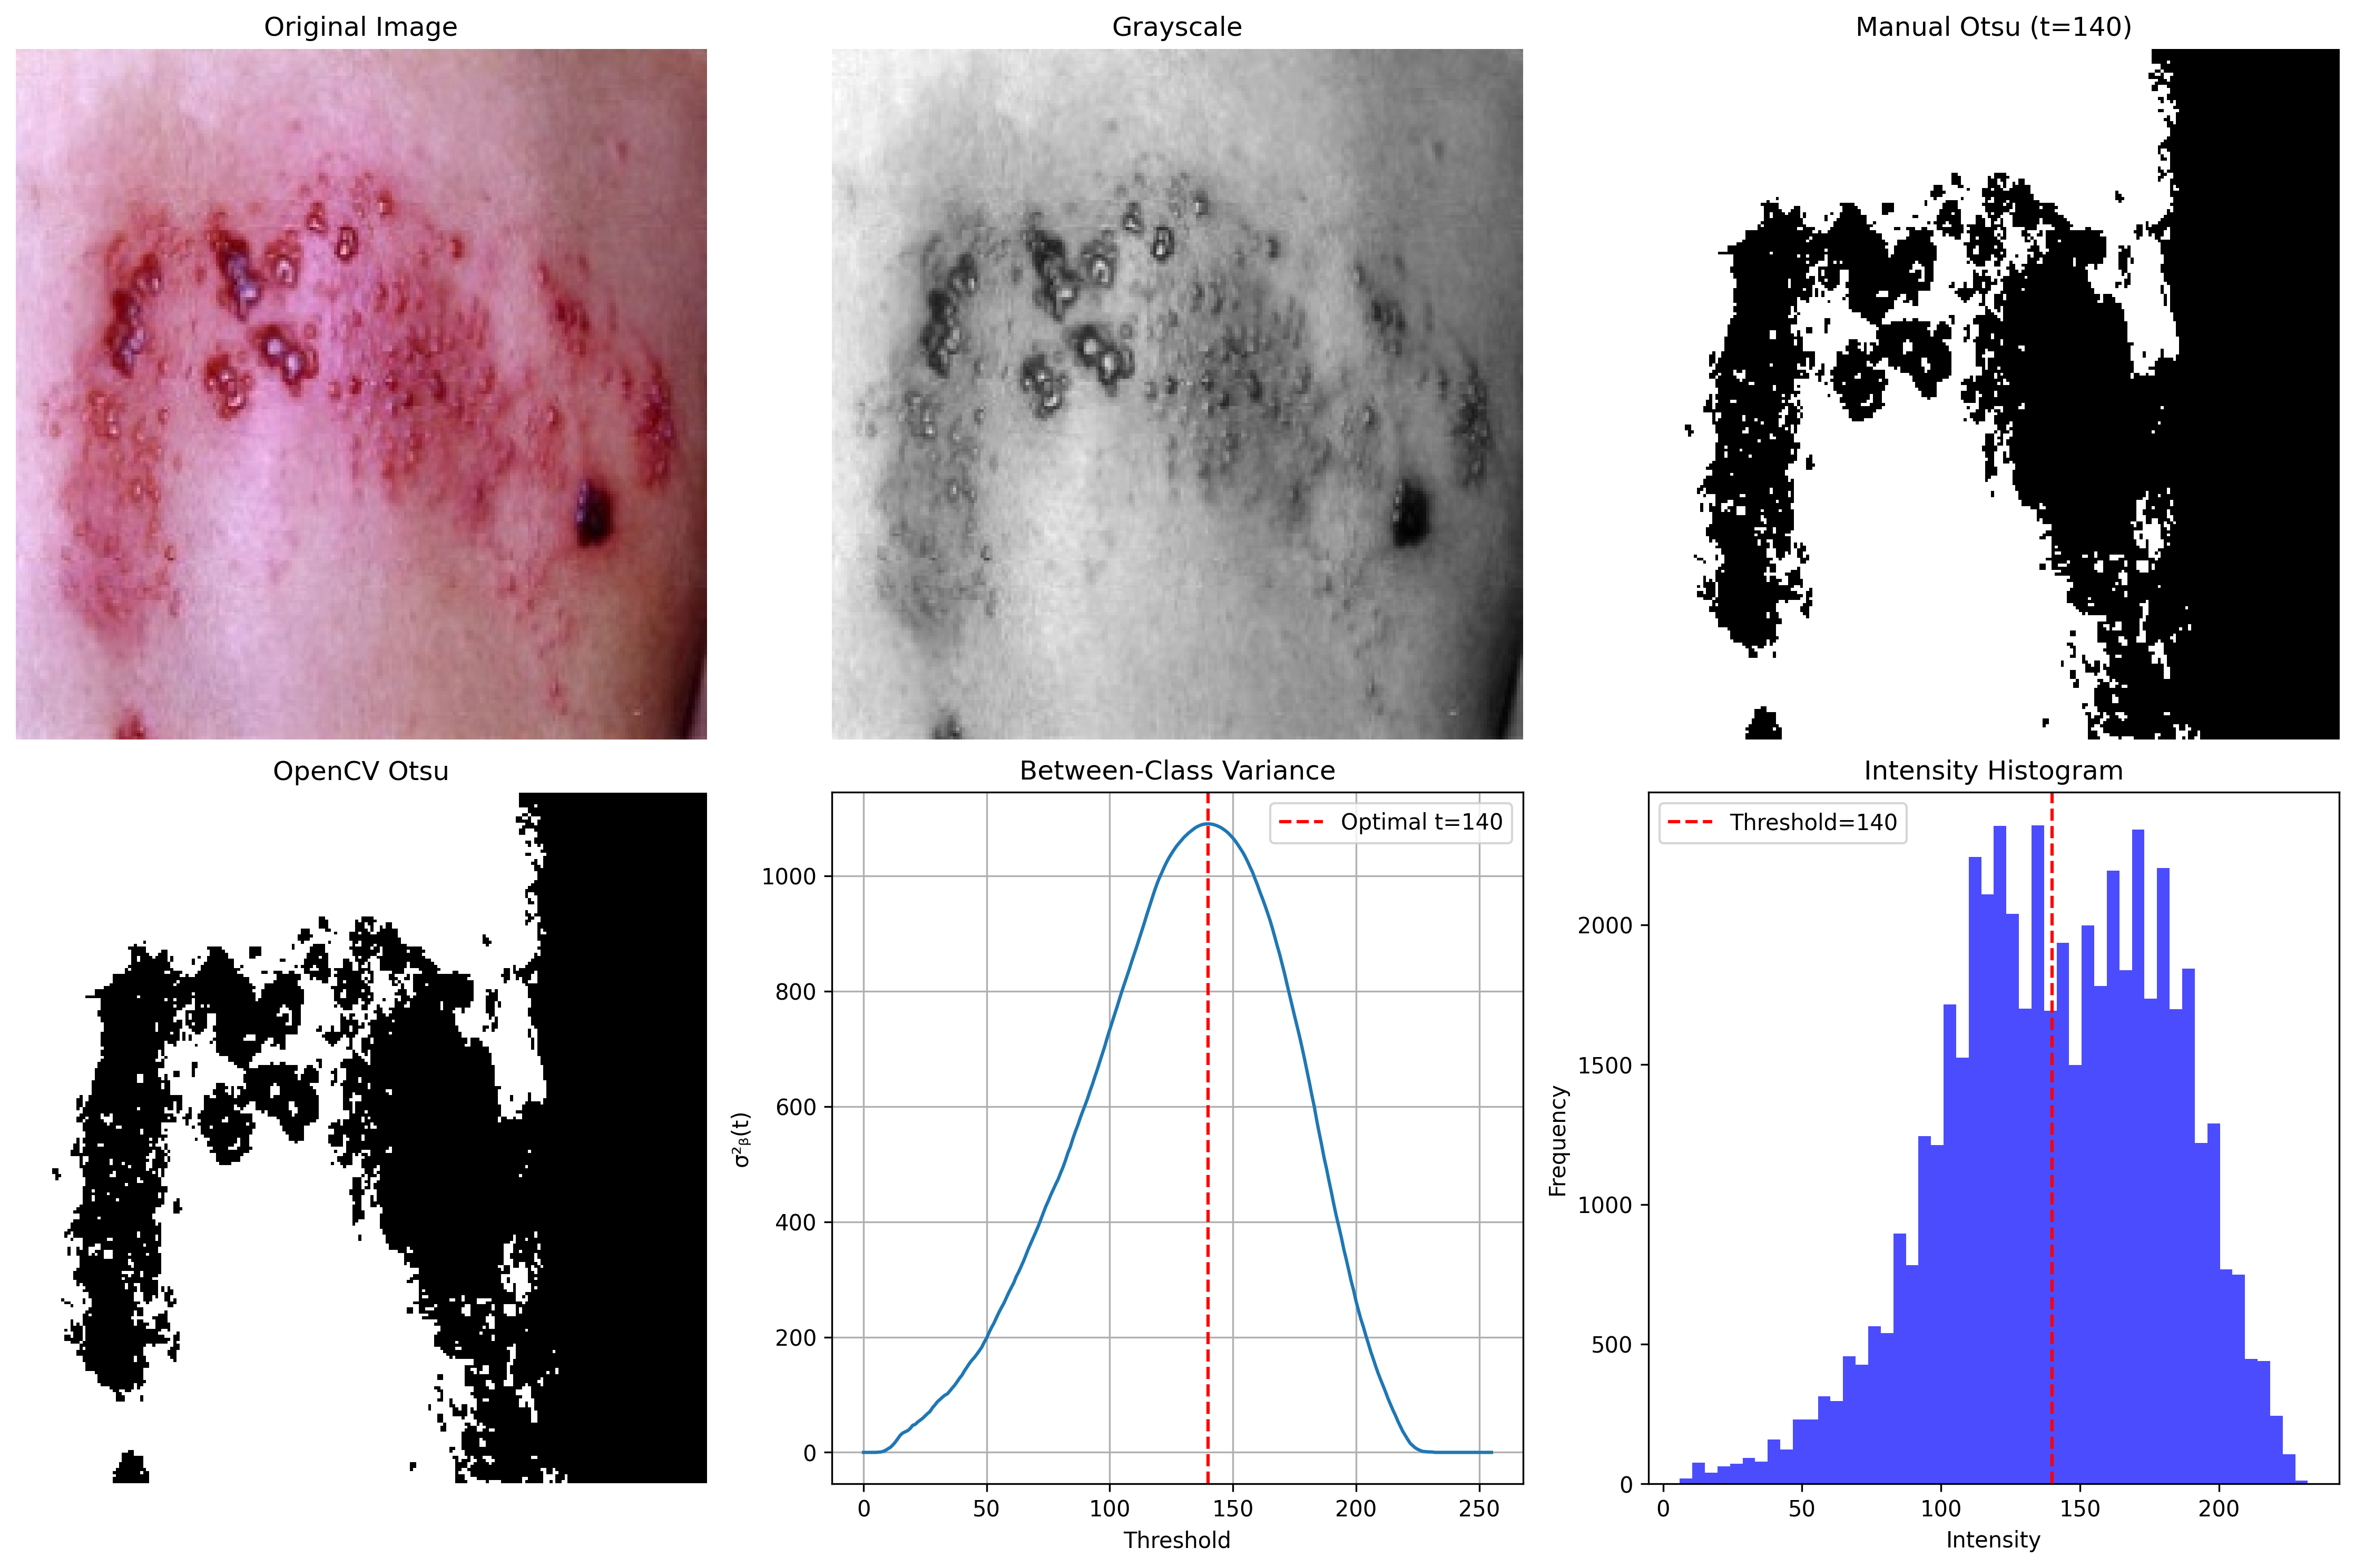 Original Image
Grayscale
Manual Otsu (t=140)
OpenCV Otsu
Between-Class Variance
Intensity Histogram
Optimal t=140
Threshold=140
σ²ᵦ(t)
1000
800
600
400
200
0
0 50 100 150 200 250
Threshold
Frequency
2000
1500
1000
500
0
0 50 100 150 200
Intensity